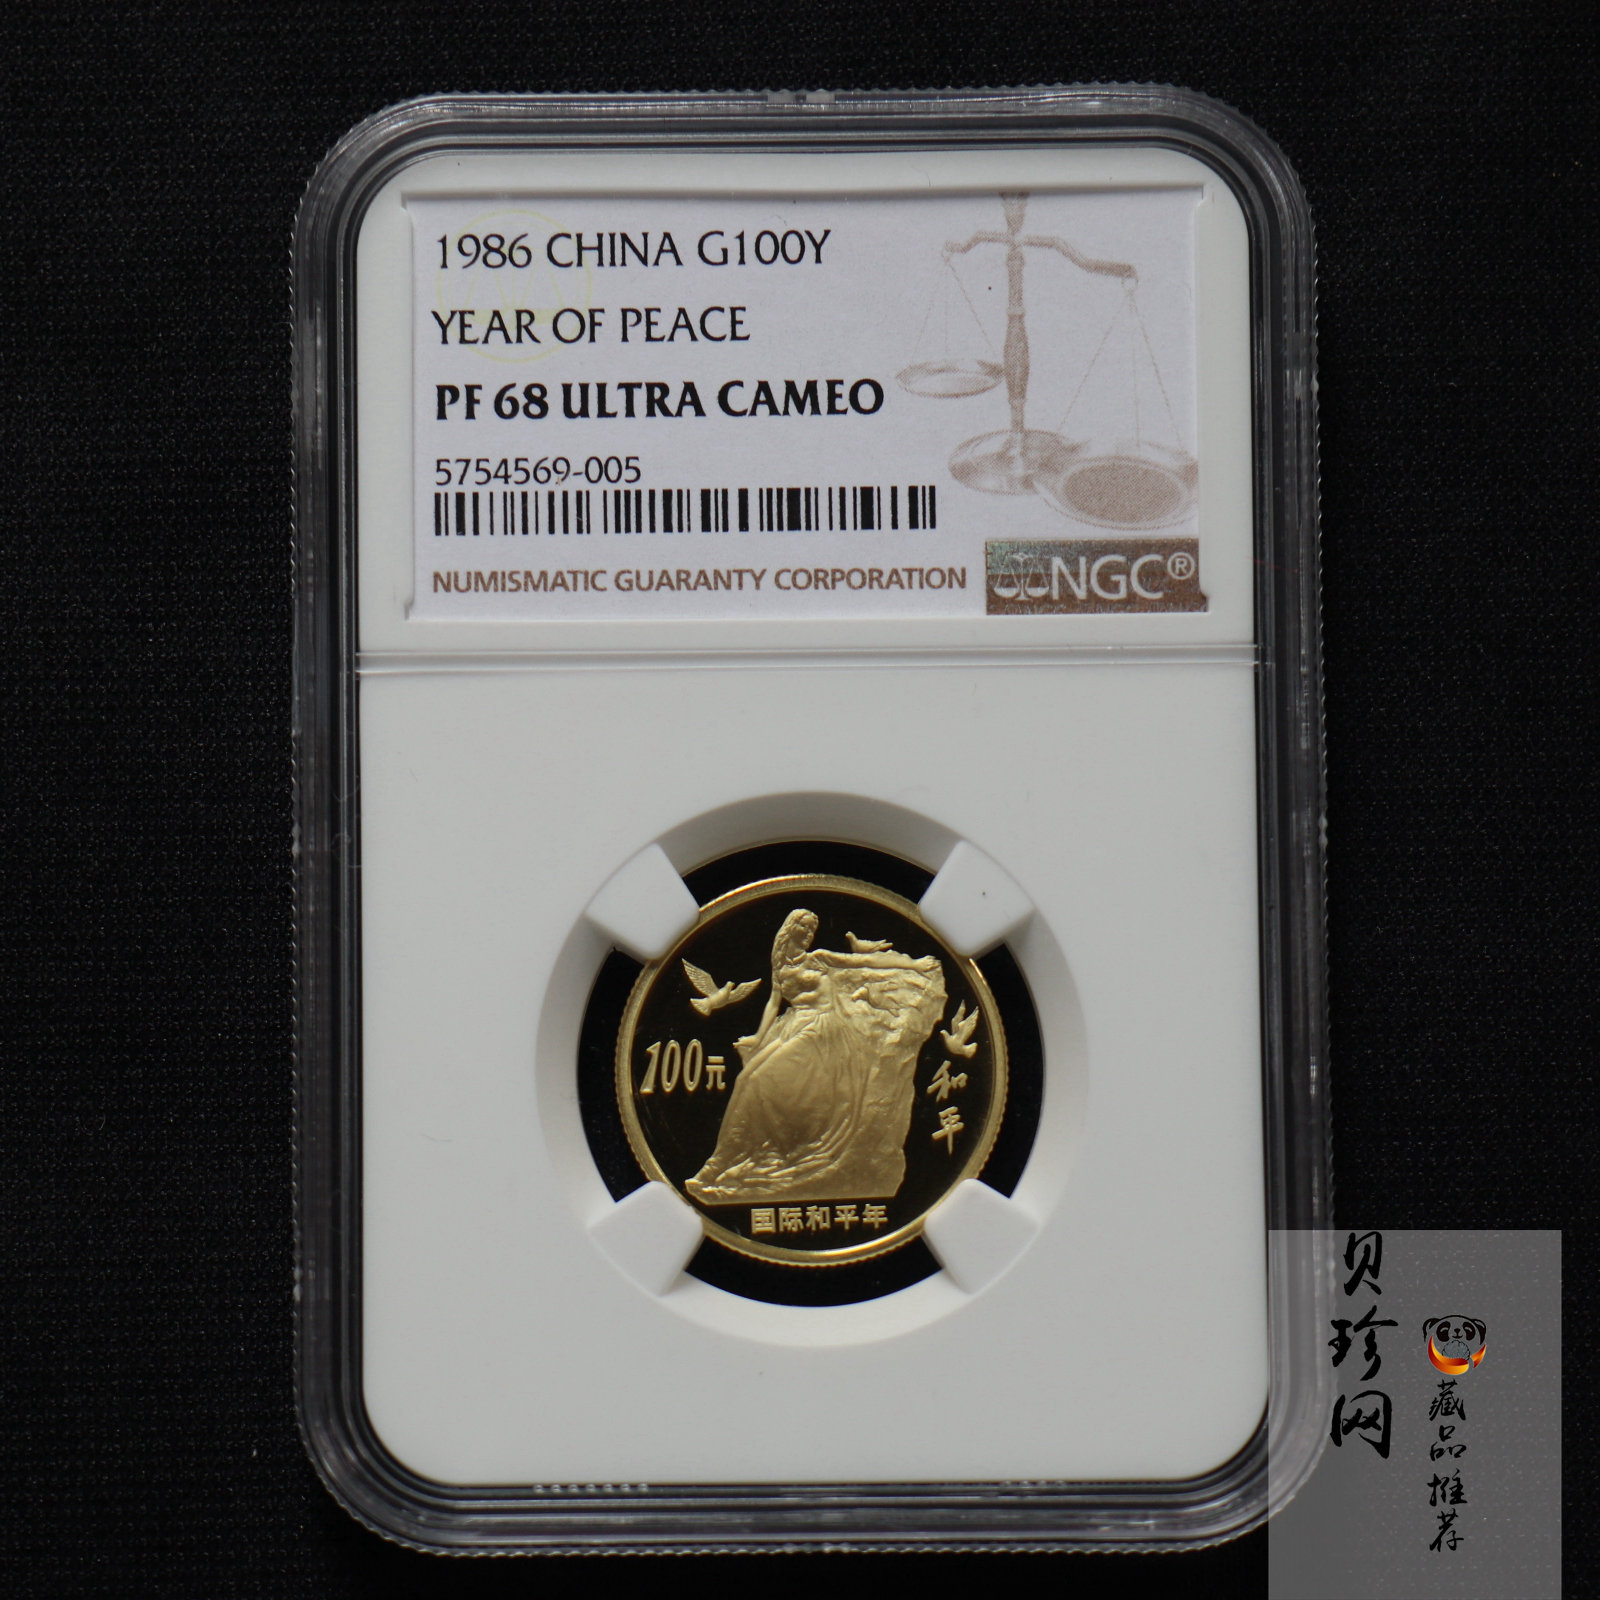 1986 CHINA G100Y
YEAR OF PEACE
PF 68 ULTRA CAMEO
5754569-005
NUMISMATIC GUARANTY CORPORATION
NGC®
100元
和平
国际和平年
贝珍网
藏品推荐